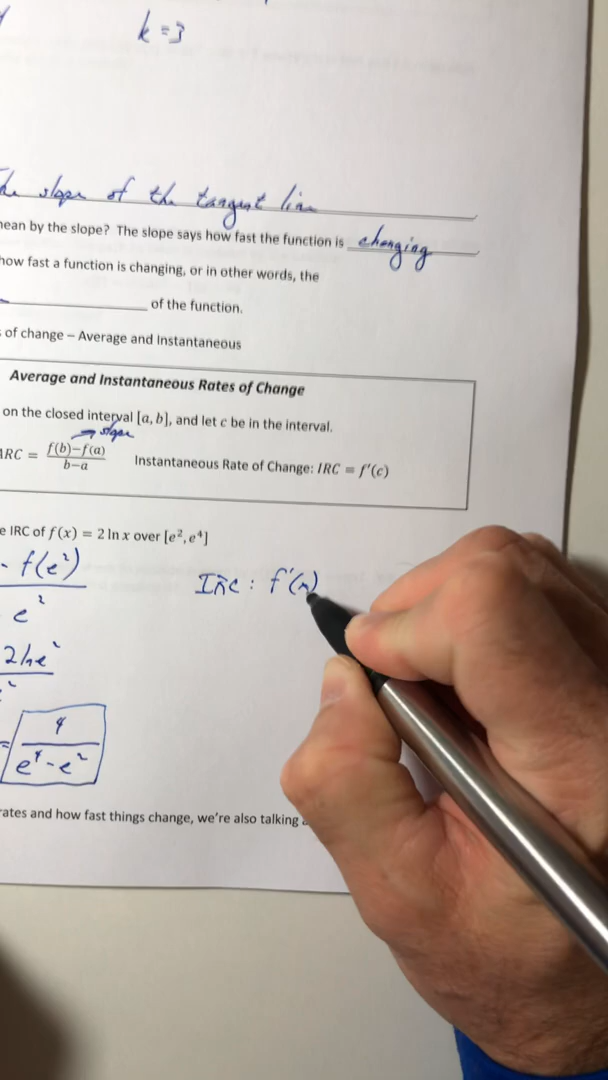 k = 3
the slope of the tangent line
mean by the slope? The slope says how fast the function is changing
how fast a function is changing, or in other words, the
of the function.
of change – Average and Instantaneous
Average and Instantaneous Rates of Change
on the closed interval [a, b], and let c be in the interval.
→ slope
ARC = f(b)−f(a) / b−a Instantaneous Rate of Change: IRC = f′(c)
e IRC of f(x) = 2 ln x over [e², e⁴]
- f(e²) IRC : f'(x)
e²
2lne²
= 4 / e⁴-e²
rates and how fast things change, we're also talking